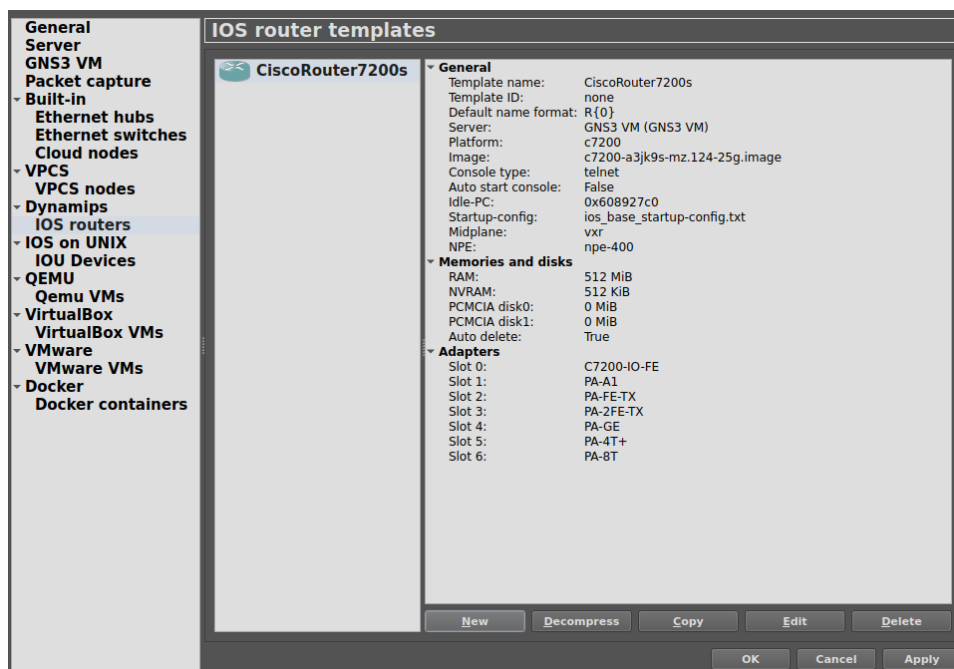 General
Server
GNS3 VM
Packet capture
Built-in
Ethernet hubs
Ethernet switches
Cloud nodes
VPCS
VPCS nodes
Dynamips
IOS routers
IOS on UNIX
IOU Devices
QEMU
Qemu VMs
VirtualBox
VirtualBox VMs
VMware
VMware VMs
Docker
Docker containers
IOS router templates
CiscoRouter7200s
General
Template name: CiscoRouter7200s
Template ID: none
Default name format: R{0}
Server: GNS3 VM (GNS3 VM)
Platform: c7200
Image: c7200-a3jk9s-mz.124-25g.image
Console type: telnet
Auto start console: False
Idle-PC: 0x608927c0
Startup-config: ios_base_startup-config.txt
Midplane: vxr
NPE: npe-400
Memories and disks
RAM: 512 MiB
NVRAM: 512 KiB
PCMCIA disk0: 0 MiB
PCMCIA disk1: 0 MiB
Auto delete: True
Adapters
Slot 0: C7200-IO-FE
Slot 1: PA-A1
Slot 2: PA-FE-TX
Slot 3: PA-2FE-TX
Slot 4: PA-GE
Slot 5: PA-4T+
Slot 6: PA-8T
New Decompress Copy Edit Delete
OK Cancel Apply